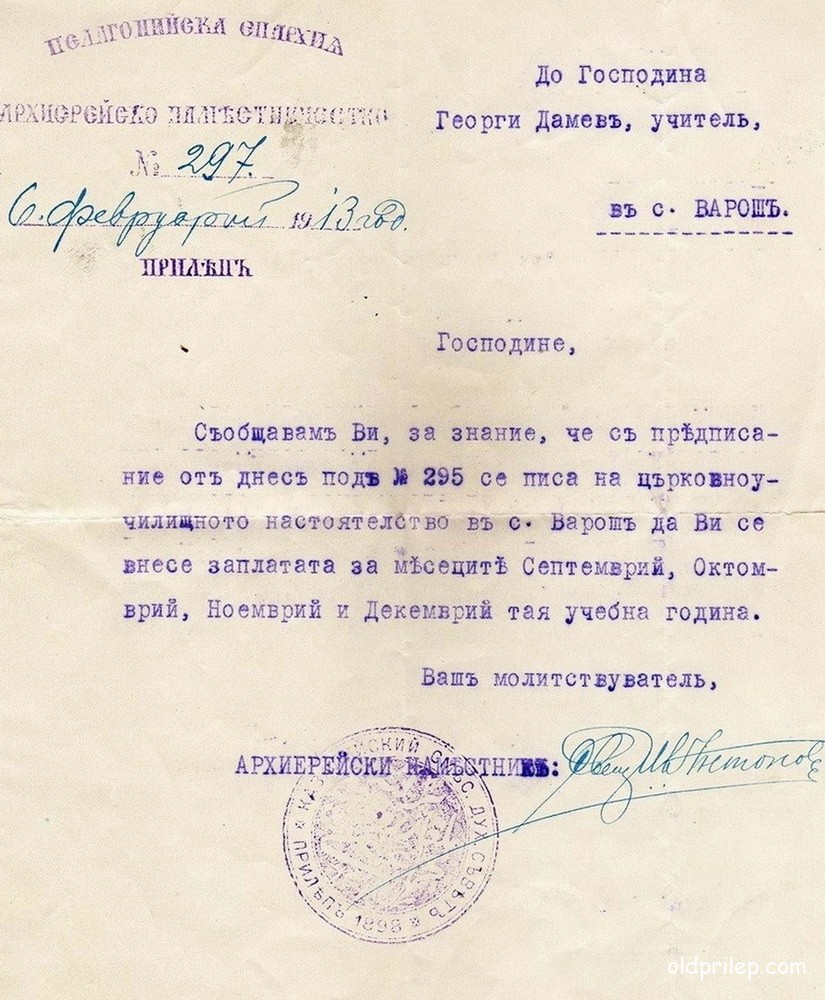 ПЕЛАГОНИЙСКА ЕПАРХИЯ
АРХИЕРЕЙСКО НАМѢСТНИЧЕСТВО
№ 297.
6. Февруарий 1913 год.
ПРИЛѢПЪ
До Господина
Георги Дамевъ, учитель,
въ с. ВАРОШЪ.
Господине,
Съобщавамъ Ви, за знание, че съ прѣдписа-
ние отъ днесъ подъ № 295 се писа на църковноу-
чилищното настоятелство въ с. Варошъ да Ви се
внесе заплатата за мѣсецитѣ Септемврий, Октом-
врий, Ноемврий и Декемврий тая учебна година.
Вашъ молитствуватель,
АРХИЕРЕЙСКИ НАМѢСТНИКЪ:
ДУХ. СЪВѢТЪ
ПРИЛѢПЪ 1898
oldprilep.com